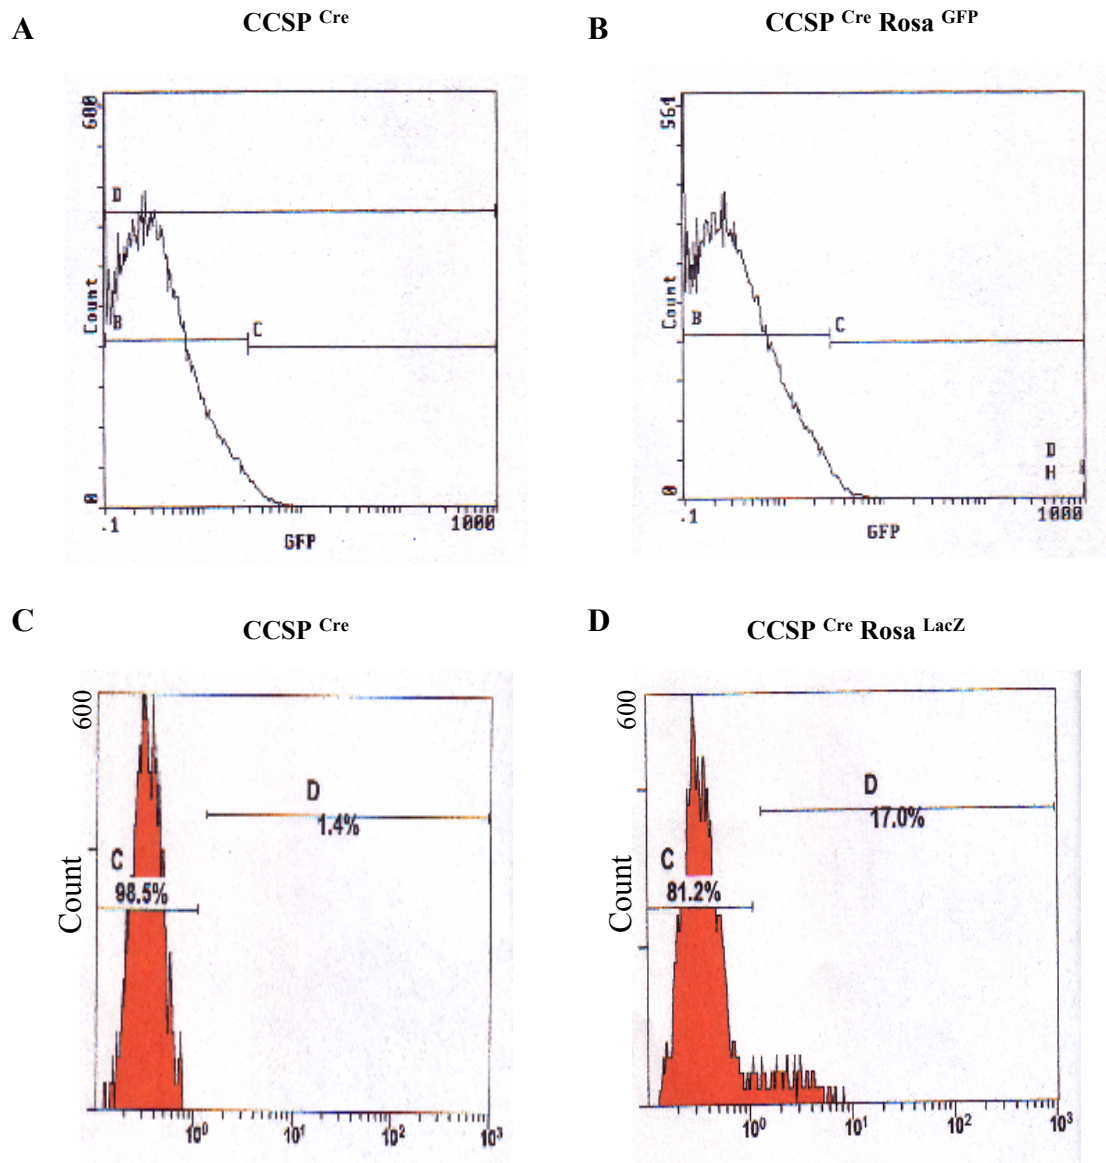 A
CCSP Cre
B
CCSP Cre Rosa GFP
600
D
Count
B
C
0
.1
1000
GFP
564
Count
B
C
D
H
0
.1
1000
GFP
C
CCSP Cre
D
CCSP Cre Rosa LacZ
600
D
1.4%
C
98.5%
Count
10⁰
10¹
10²
10³
600
D
17.0%
C
81.2%
Count
10⁰
10¹
10²
10³